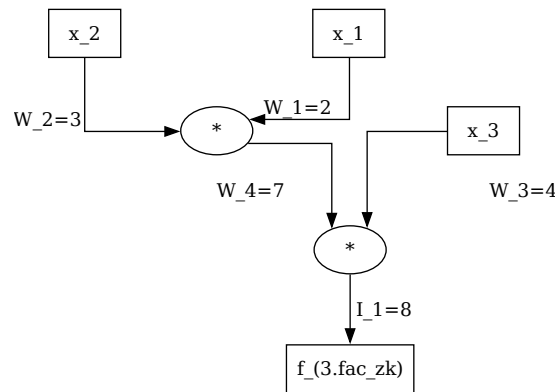 x_2
x_1
W_2=3
*
W_1=2
x_3
W_4=7
W_3=4
*
I_1=8
f_(3.fac_zk)